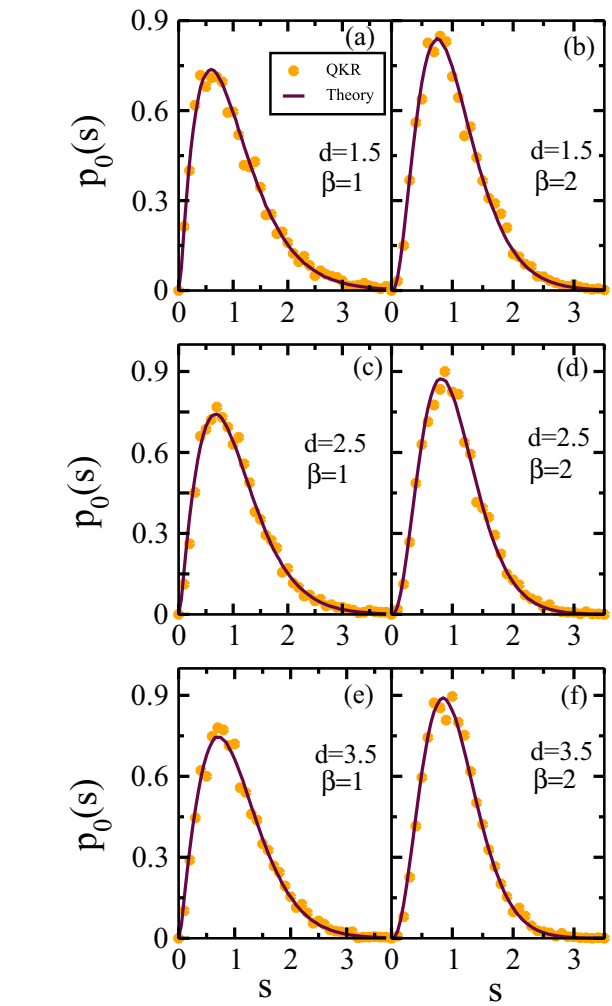 0.9
(a)
(b)
QKR
Theory
p₀(s)
0.6
d=1.5
β=1
d=1.5
β=2
0.3
0
0 1 2 3 0 1 2 3
0.9
(c)
(d)
p₀(s)
0.6
d=2.5
β=1
d=2.5
β=2
0.3
0
0 1 2 3 0 1 2 3
0.9
(e)
(f)
p₀(s)
0.6
d=3.5
β=1
d=3.5
β=2
0.3
0
0 1 2 3 0 1 2 3
s s